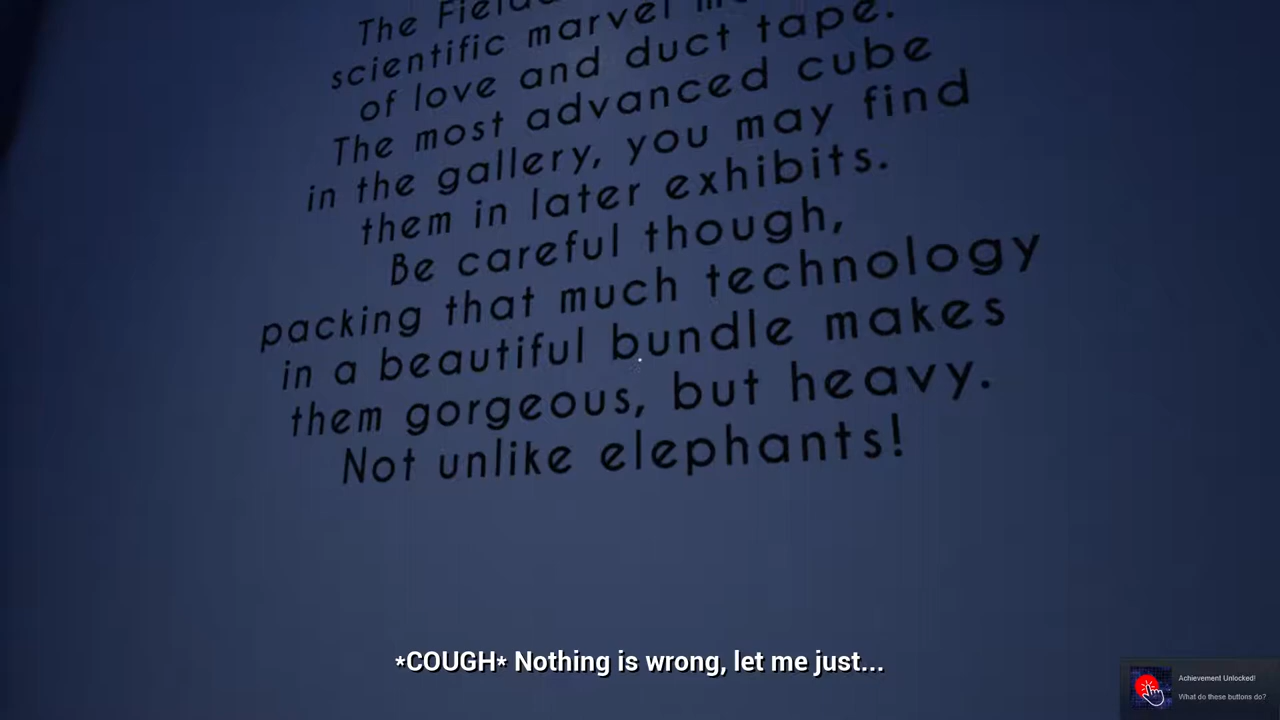 The Field
scientific marvel
of love and duct tape.
The most advanced cube
in the gallery, you may find
them in later exhibits.
Be careful though,
packing that much technology
in a beautiful bundle makes
them gorgeous, but heavy.
Not unlike elephants!
*COUGH* Nothing is wrong, let me just...
Achievement Unlocked!
What do these buttons do?